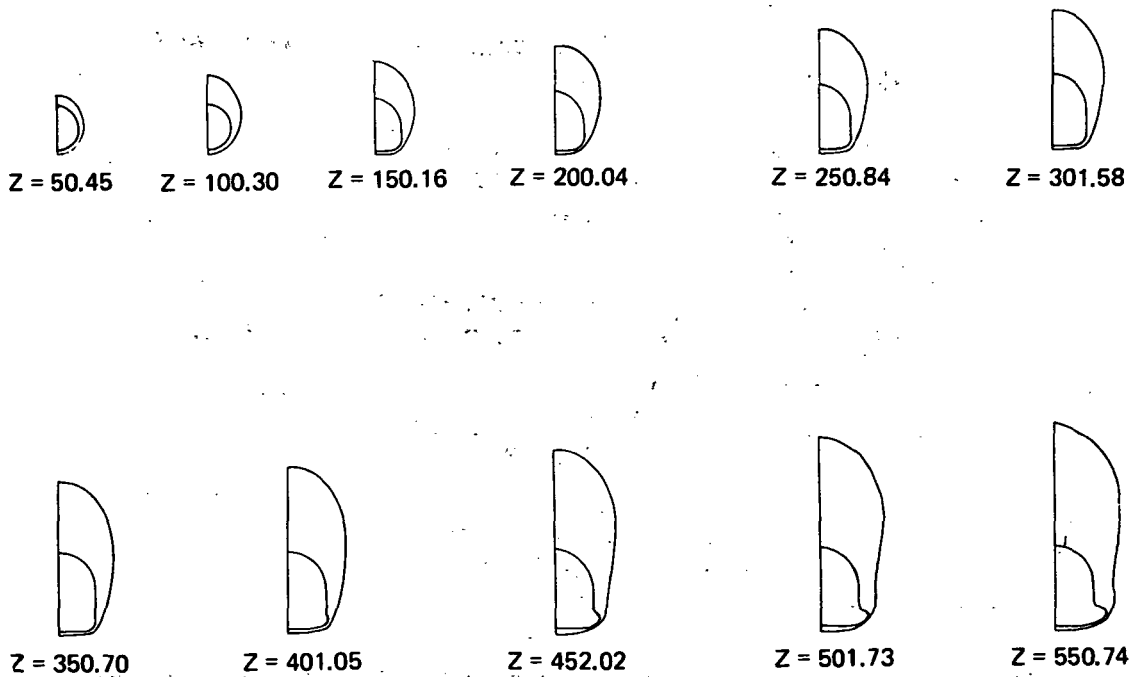 Z = 50.45
Z = 100.30
Z = 150.16
Z = 200.04
Z = 250.84
Z = 301.58
Z = 350.70
Z = 401.05
Z = 452.02
Z = 501.73
Z = 550.74